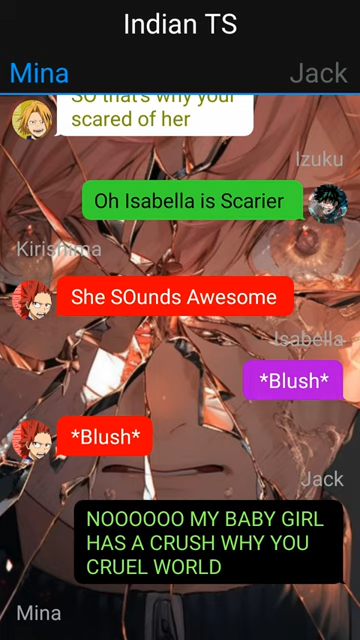 Indian TS
Mina
Jack
SO that's why your
scared of her
Izuku
Oh Isabella is Scarier
Kirishima
She SOunds Awesome
Isabella
*Blush*
*Blush*
Jack
NOOOOOO MY BABY GIRL
HAS A CRUSH WHY YOU
CRUEL WORLD
Mina